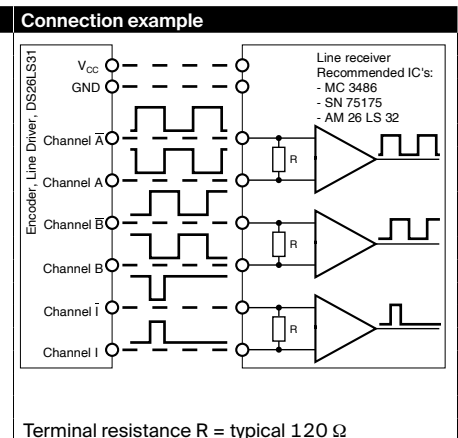 Connection example
Encoder, Line Driver, DS26LS31
V_CC
GND
Channel A̅
Channel A
Channel B̅
Channel B
Channel I̅
Channel I
Line receiver
Recommended IC's:
- MC 3486
- SN 75175
- AM 26 LS 32
R
R
R
Terminal resistance R = typical 120 Ω